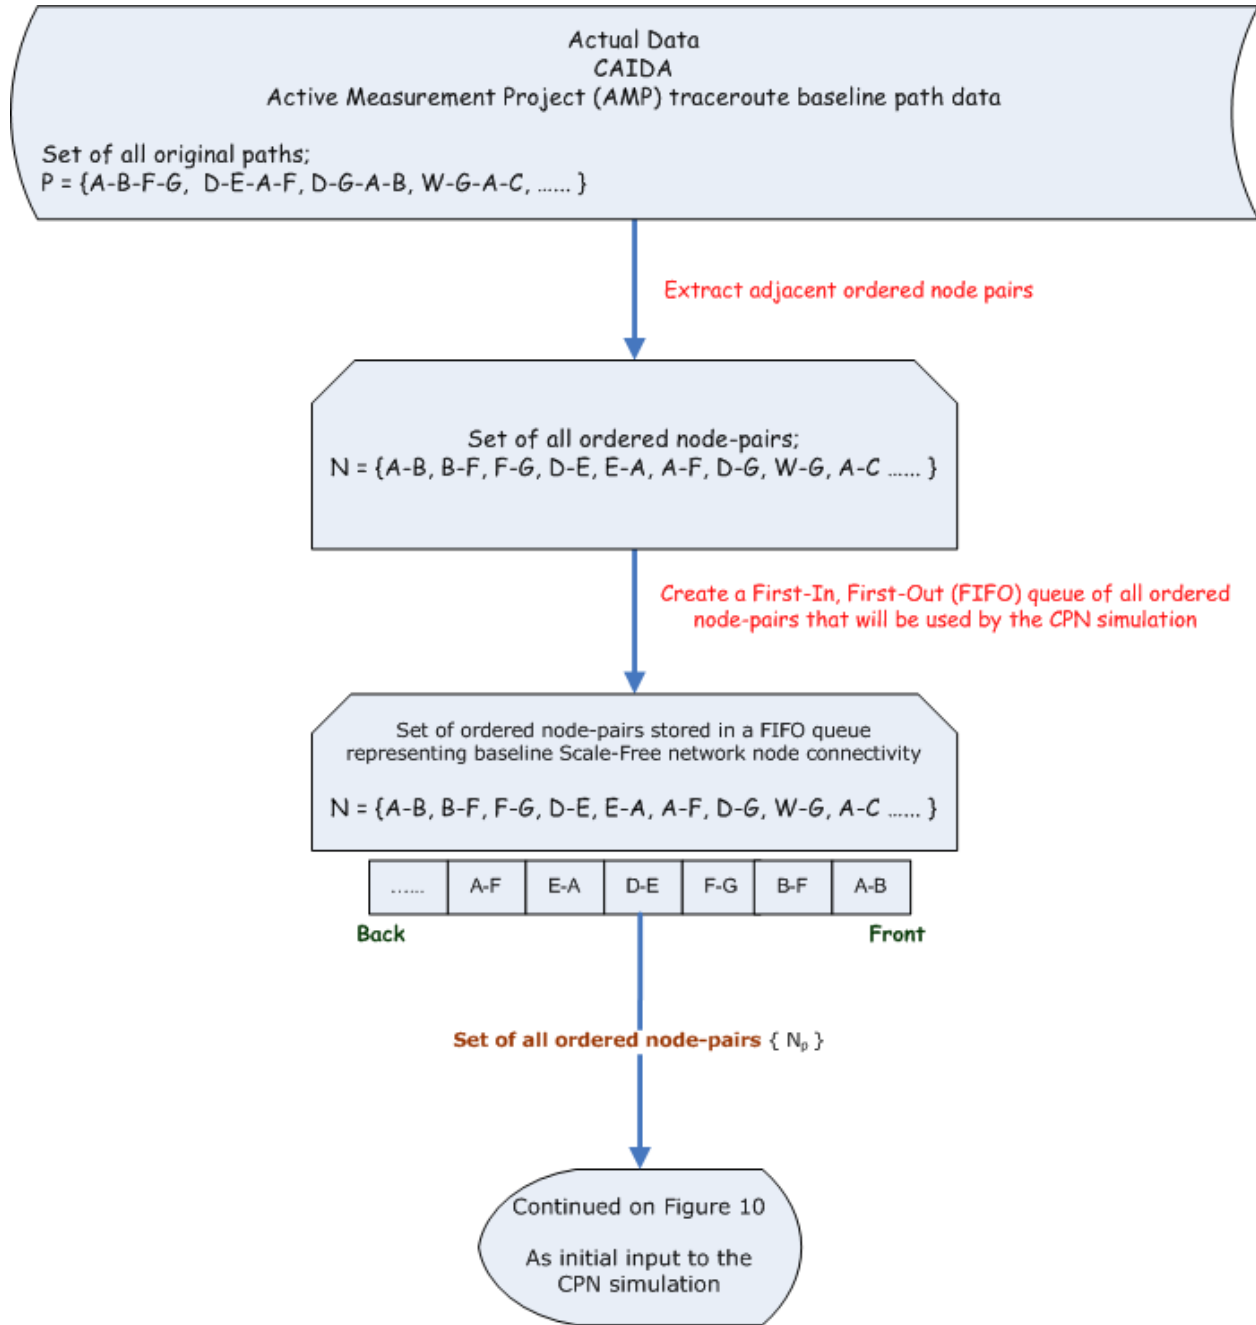 Actual Data
CAIDA
Active Measurement Project (AMP) traceroute baseline path data
Set of all original paths;
P = {A-B-F-G, D-E-A-F, D-G-A-B, W-G-A-C, ...... }
Extract adjacent ordered node pairs
Set of all ordered node-pairs;
N = {A-B, B-F, F-G, D-E, E-A, A-F, D-G, W-G, A-C ...... }
Create a First-In, First-Out (FIFO) queue of all ordered
node-pairs that will be used by the CPN simulation
Set of ordered node-pairs stored in a FIFO queue
representing baseline Scale-Free network node connectivity
N = {A-B, B-F, F-G, D-E, E-A, A-F, D-G, W-G, A-C ...... }
...... A-F E-A D-E F-G B-F A-B
Back Front
Set of all ordered node-pairs { Nₚ }
Continued on Figure 10
As initial input to the
CPN simulation